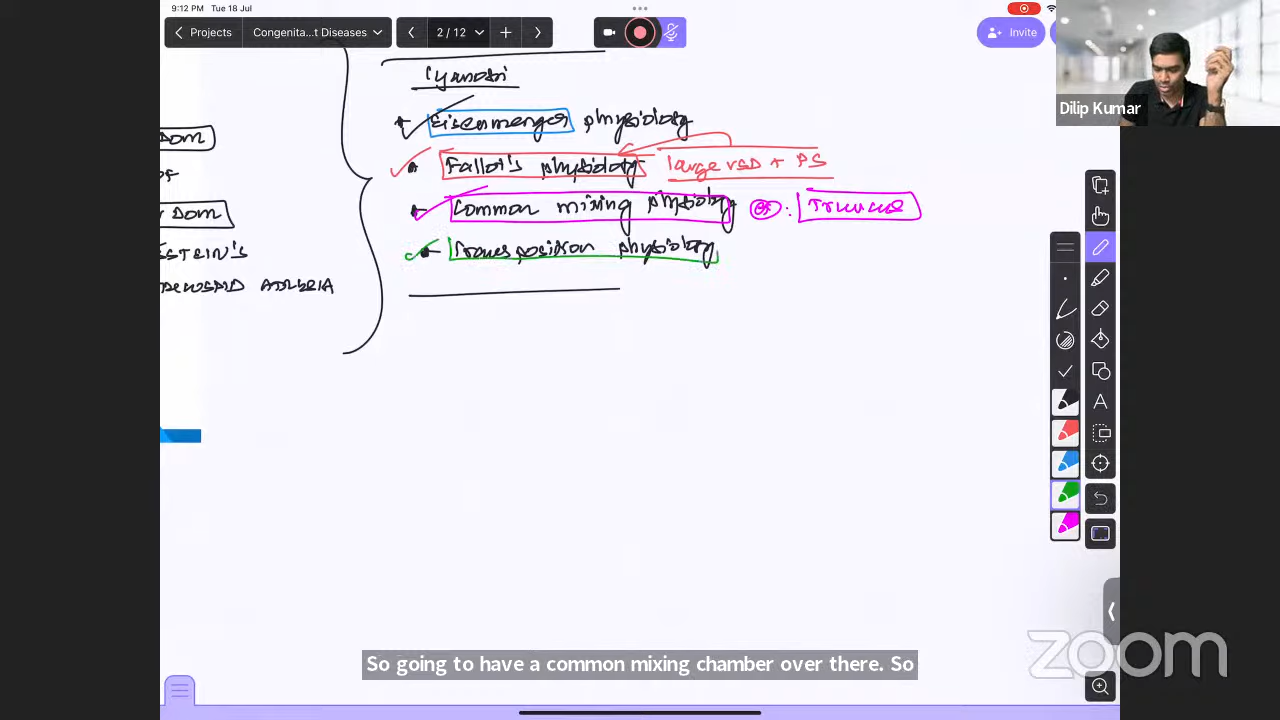 9:12 PM Tue 18 Jul
Projects
Congenita...t Diseases
2 / 12
Invite
Dilip Kumar
Cyanosis
Eisenmenger physiology
Fallot's physiology
large VSD + PS
Common mixing physiology
eg: Truncus
Transposition physiology
DOM
DOM
STEIN'S
ATRESIA
A
So going to have a common mixing chamber over there. So
zoom